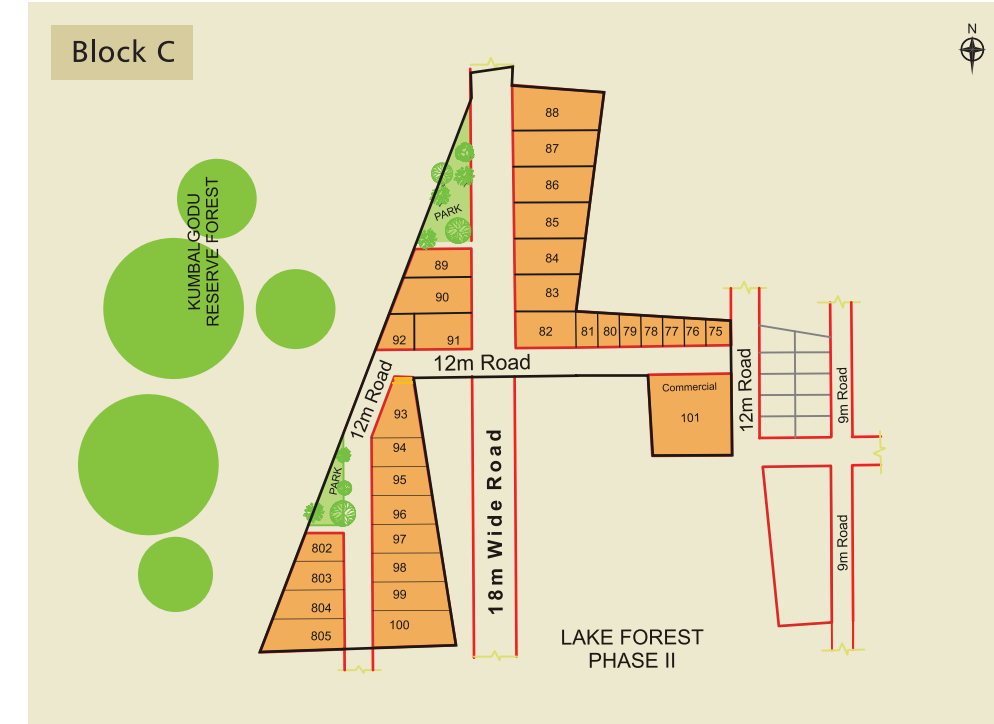 Block C
N
KUMBALGODU
RESERVE FOREST
PARK
88
87
86
85
84
83
82
81
80
79
78
77
76
75
89
90
92
91
12m Road
12m Road
12m Road
9m Road
Commercial
101
93
94
95
96
97
98
99
100
PARK
802
803
804
805
18m Wide Road
9m Road
LAKE FOREST
PHASE II